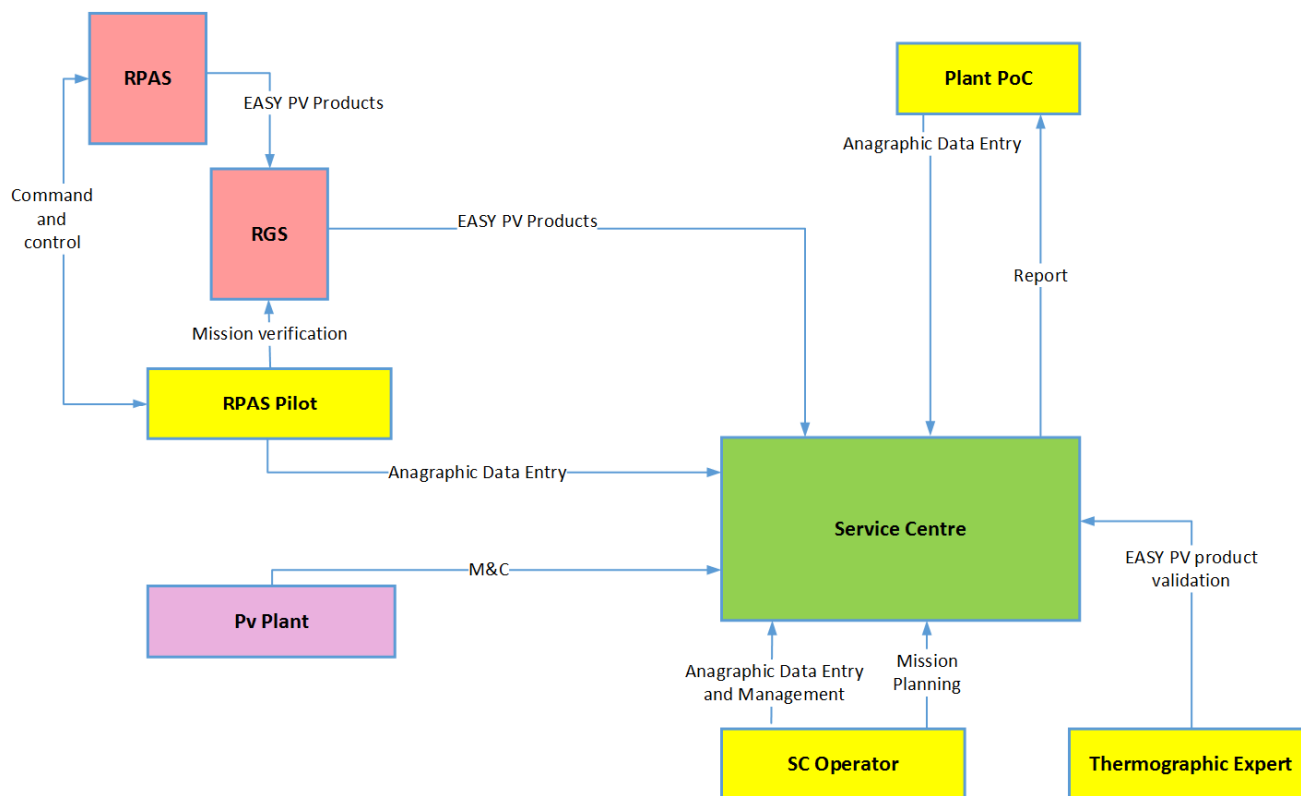 RPAS
EASY PV Products
Command
and
control
RGS
EASY PV Products
Mission verification
RPAS Pilot
Anagraphic Data Entry
Plant PoC
Anagraphic Data Entry
Report
Service Centre
M&C
Pv Plant
EASY PV product
validation
Anagraphic Data Entry
and Management
Mission
Planning
SC Operator
Thermographic Expert